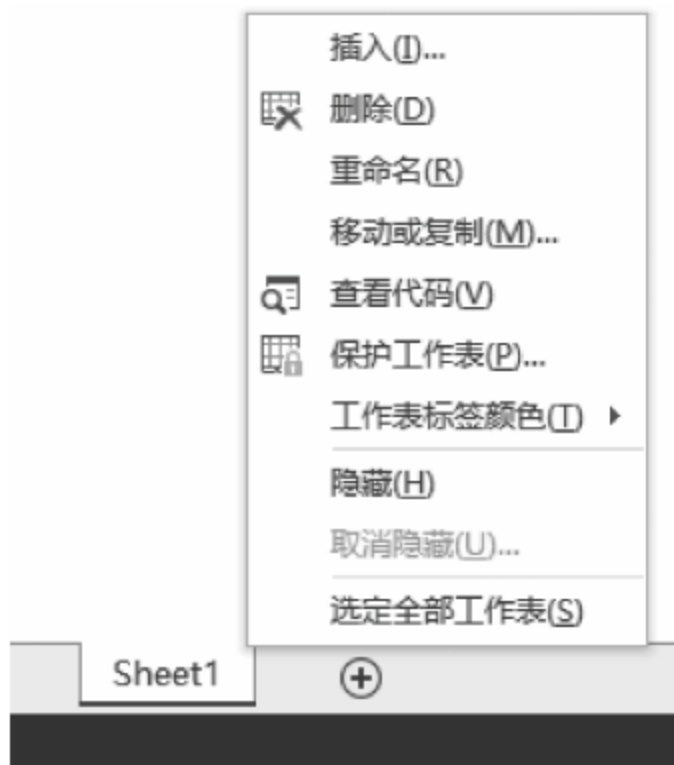 插入(I)...
删除(D)
重命名(R)
移动或复制(M)...
查看代码(V)
保护工作表(P)...
工作表标签颜色(T)
隐藏(H)
取消隐藏(U)...
选定全部工作表(S)
Sheet1